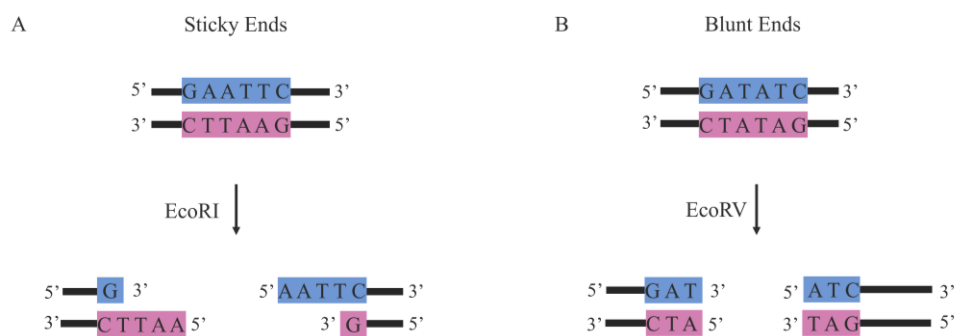 A Sticky Ends
5’ GAATTC 3’
3’ CTTAAG 5’
EcoRI
5’ G 3’ 5’ AATTC 3’
3’ CTTAA 5’ 3’ G 5’
B Blunt Ends
5’ GATATC 3’
3’ CTATAG 5’
EcoRV
5’ GAT 3’ 5’ ATC 3’
3’ CTA 5’ 3’ TAG 5’